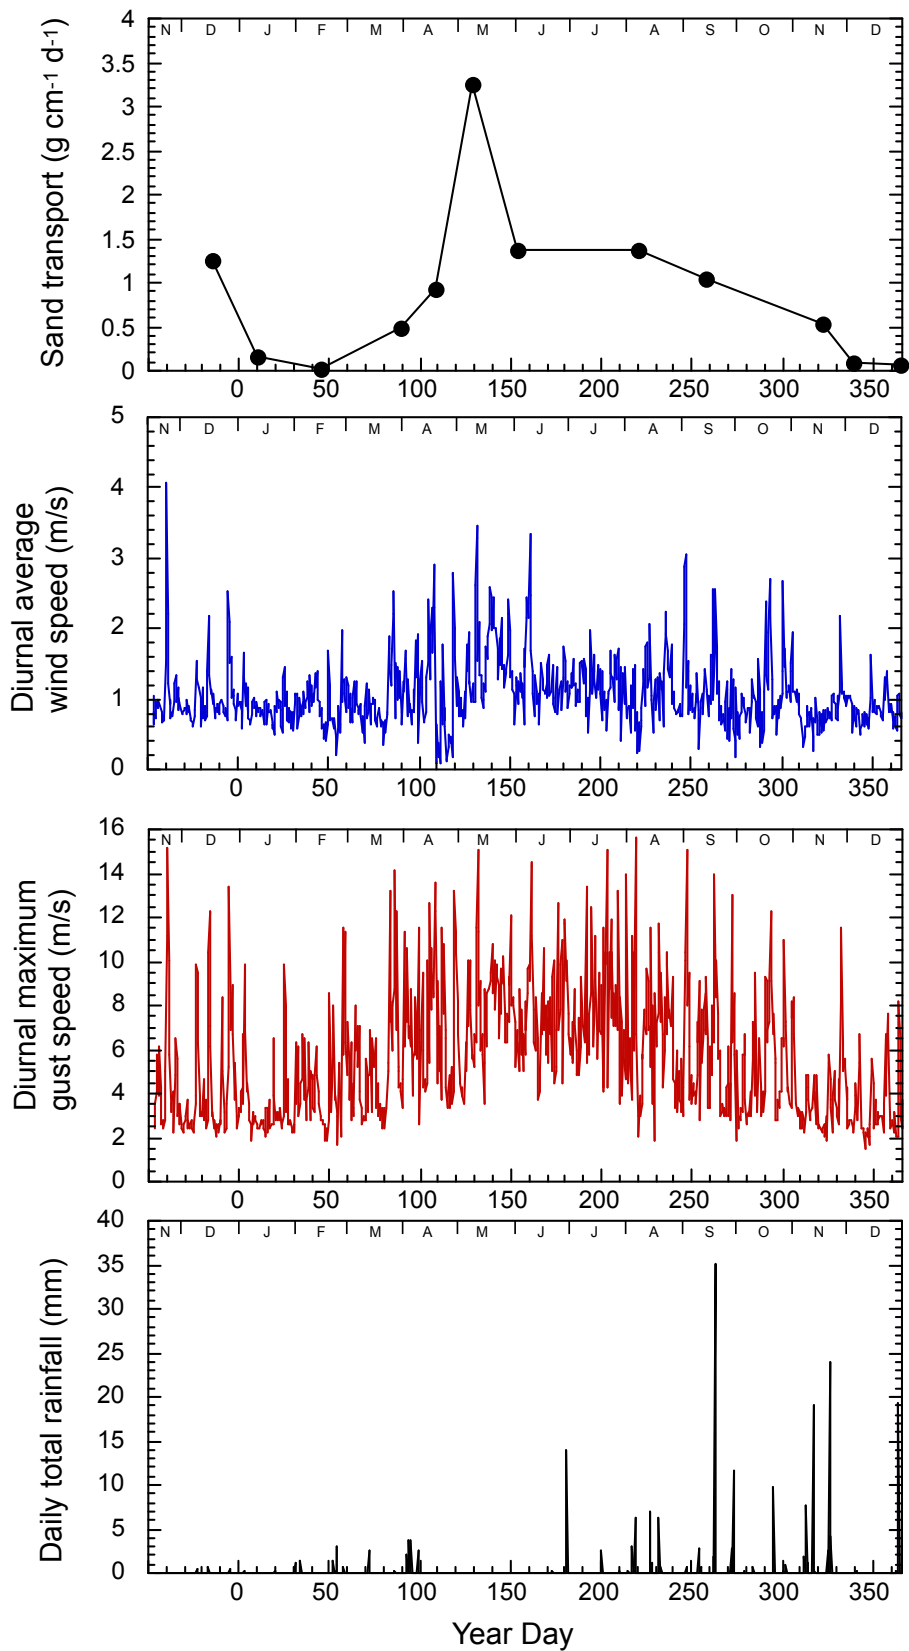 4
N D J F M A M J J A S O N D
3.5
3
2.5
2
1.5
1
0.5
0
Sand transport (g cm-1 d-1)
0 50 100 150 200 250 300 350
5
N D J F M A M J J A S O N D
4
3
2
1
0
Diurnal average
wind speed (m/s)
0 50 100 150 200 250 300 350
16
N D J F M A M J J A S O N D
14
12
10
8
6
4
2
0
Diurnal maximum
gust speed (m/s)
0 50 100 150 200 250 300 350
40
N D J F M A M J J A S O N D
35
30
25
20
15
10
5
0
Daily total rainfall (mm)
0 50 100 150 200 250 300 350
Year Day